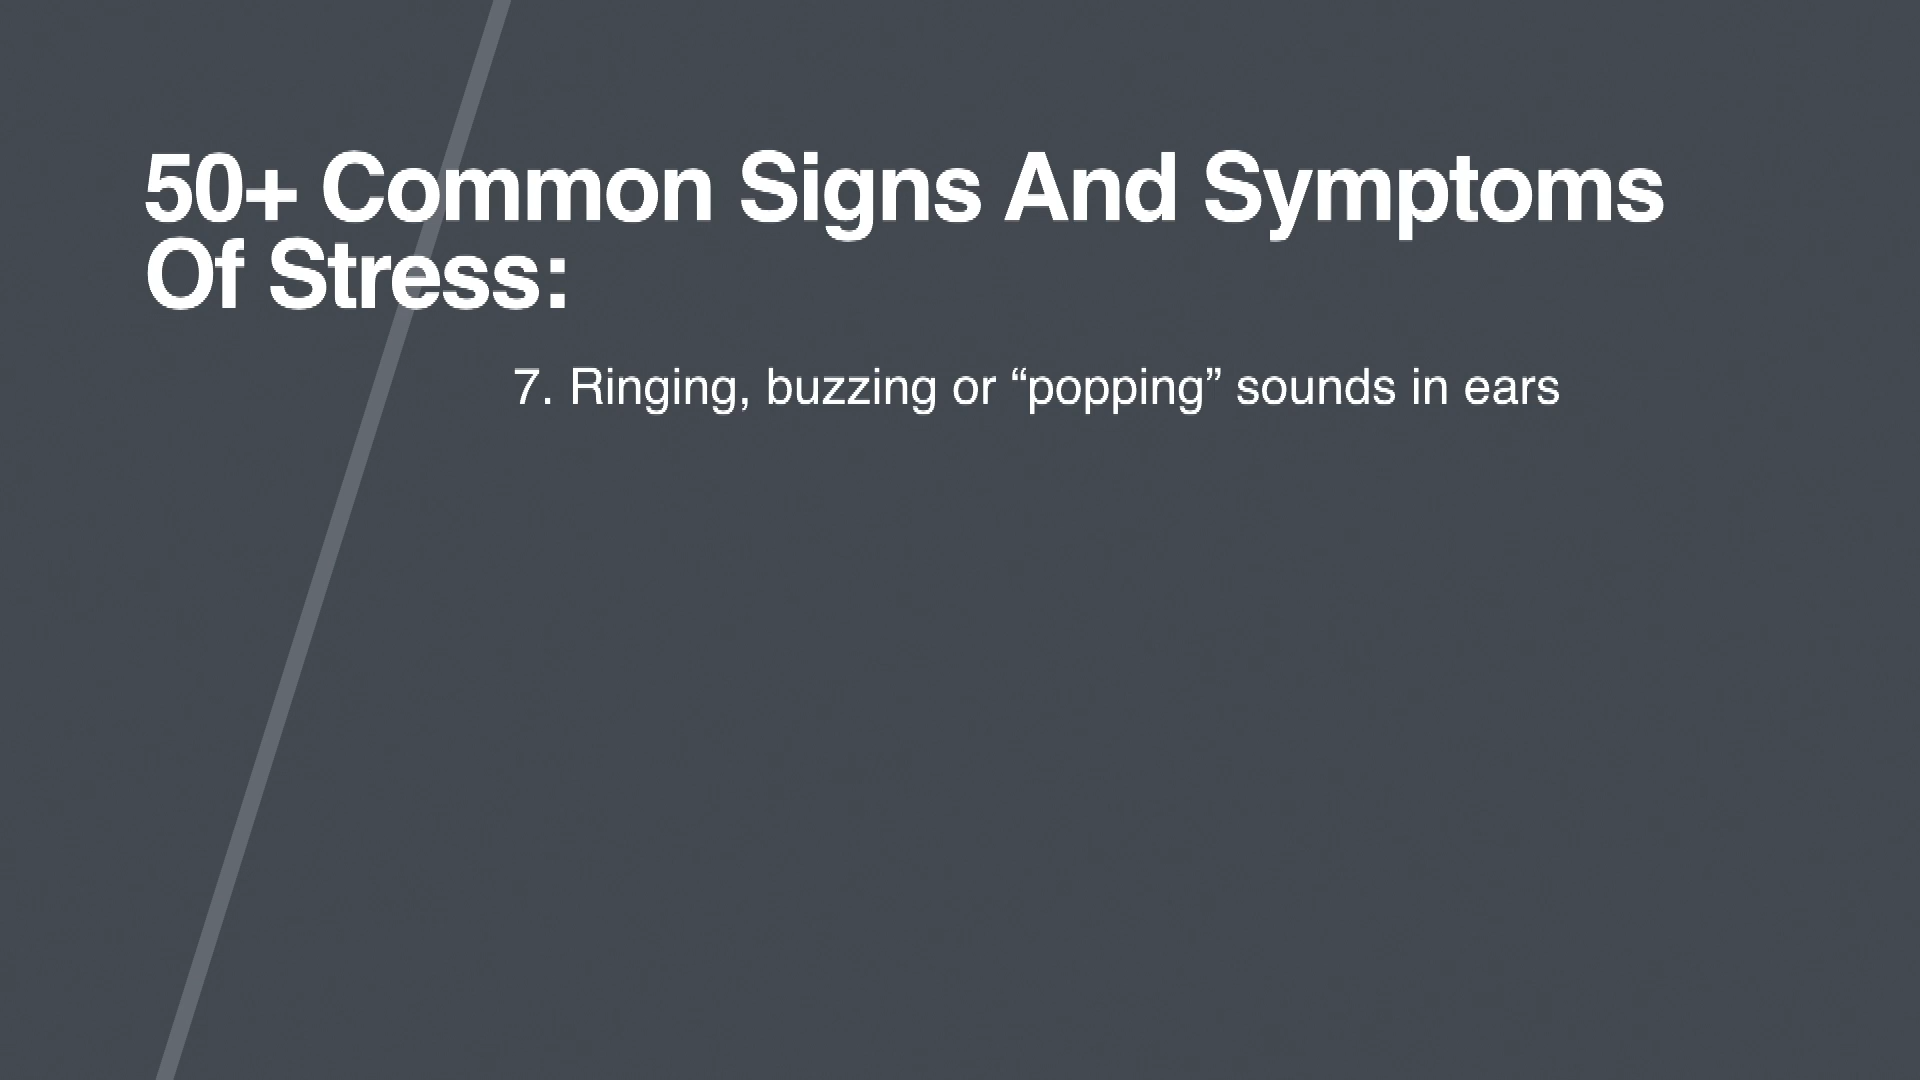 50+ Common Signs And Symptoms
Of Stress:
7. Ringing, buzzing or “popping” sounds in ears